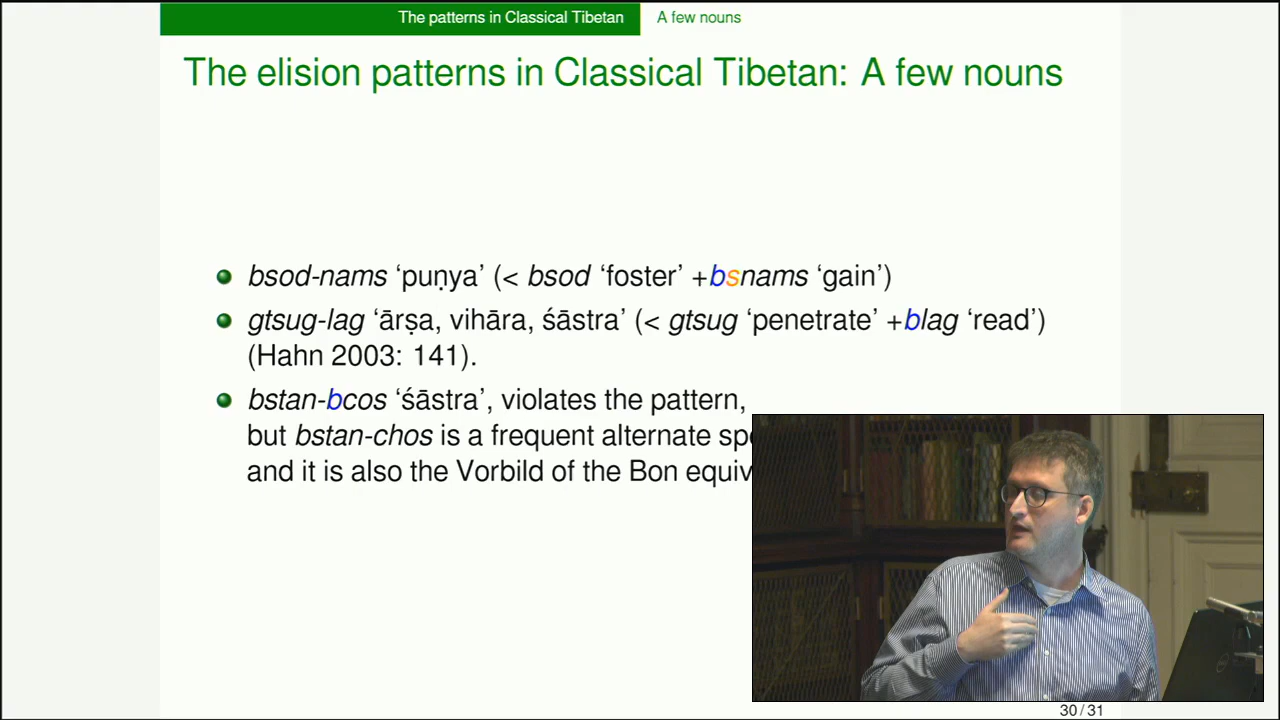 The patterns in Classical Tibetan A few nouns
The elision patterns in Classical Tibetan: A few nouns
bsod-nams ‘puṇya’ (< bsod ‘foster’ +bsnams ‘gain’)
gtsug-lag ‘ārṣa, vihāra, śāstra’ (< gtsug ‘penetrate’ +blag ‘read’)
(Hahn 2003: 141).
bstan-bcos ‘śāstra’, violates the pattern,
but bstan-chos is a frequent alternate
and it is also the Vorbild of the Bon
30 / 31